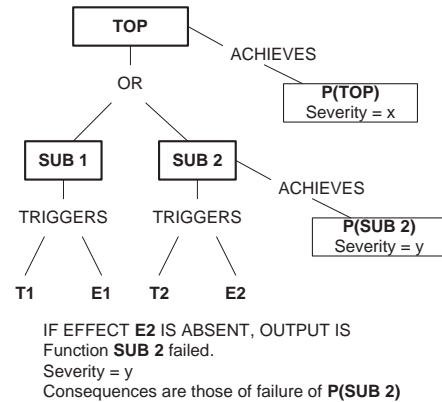 TOP
ACHIEVES
OR
P(TOP)
Severity = x
SUB 1
SUB 2
ACHIEVES
TRIGGERS
TRIGGERS
P(SUB 2)
Severity = y
T1
E1
T2
E2
IF EFFECT E2 IS ABSENT, OUTPUT IS
Function SUB 2 failed.
Severity = y
Consequences are those of failure of P(SUB 2)